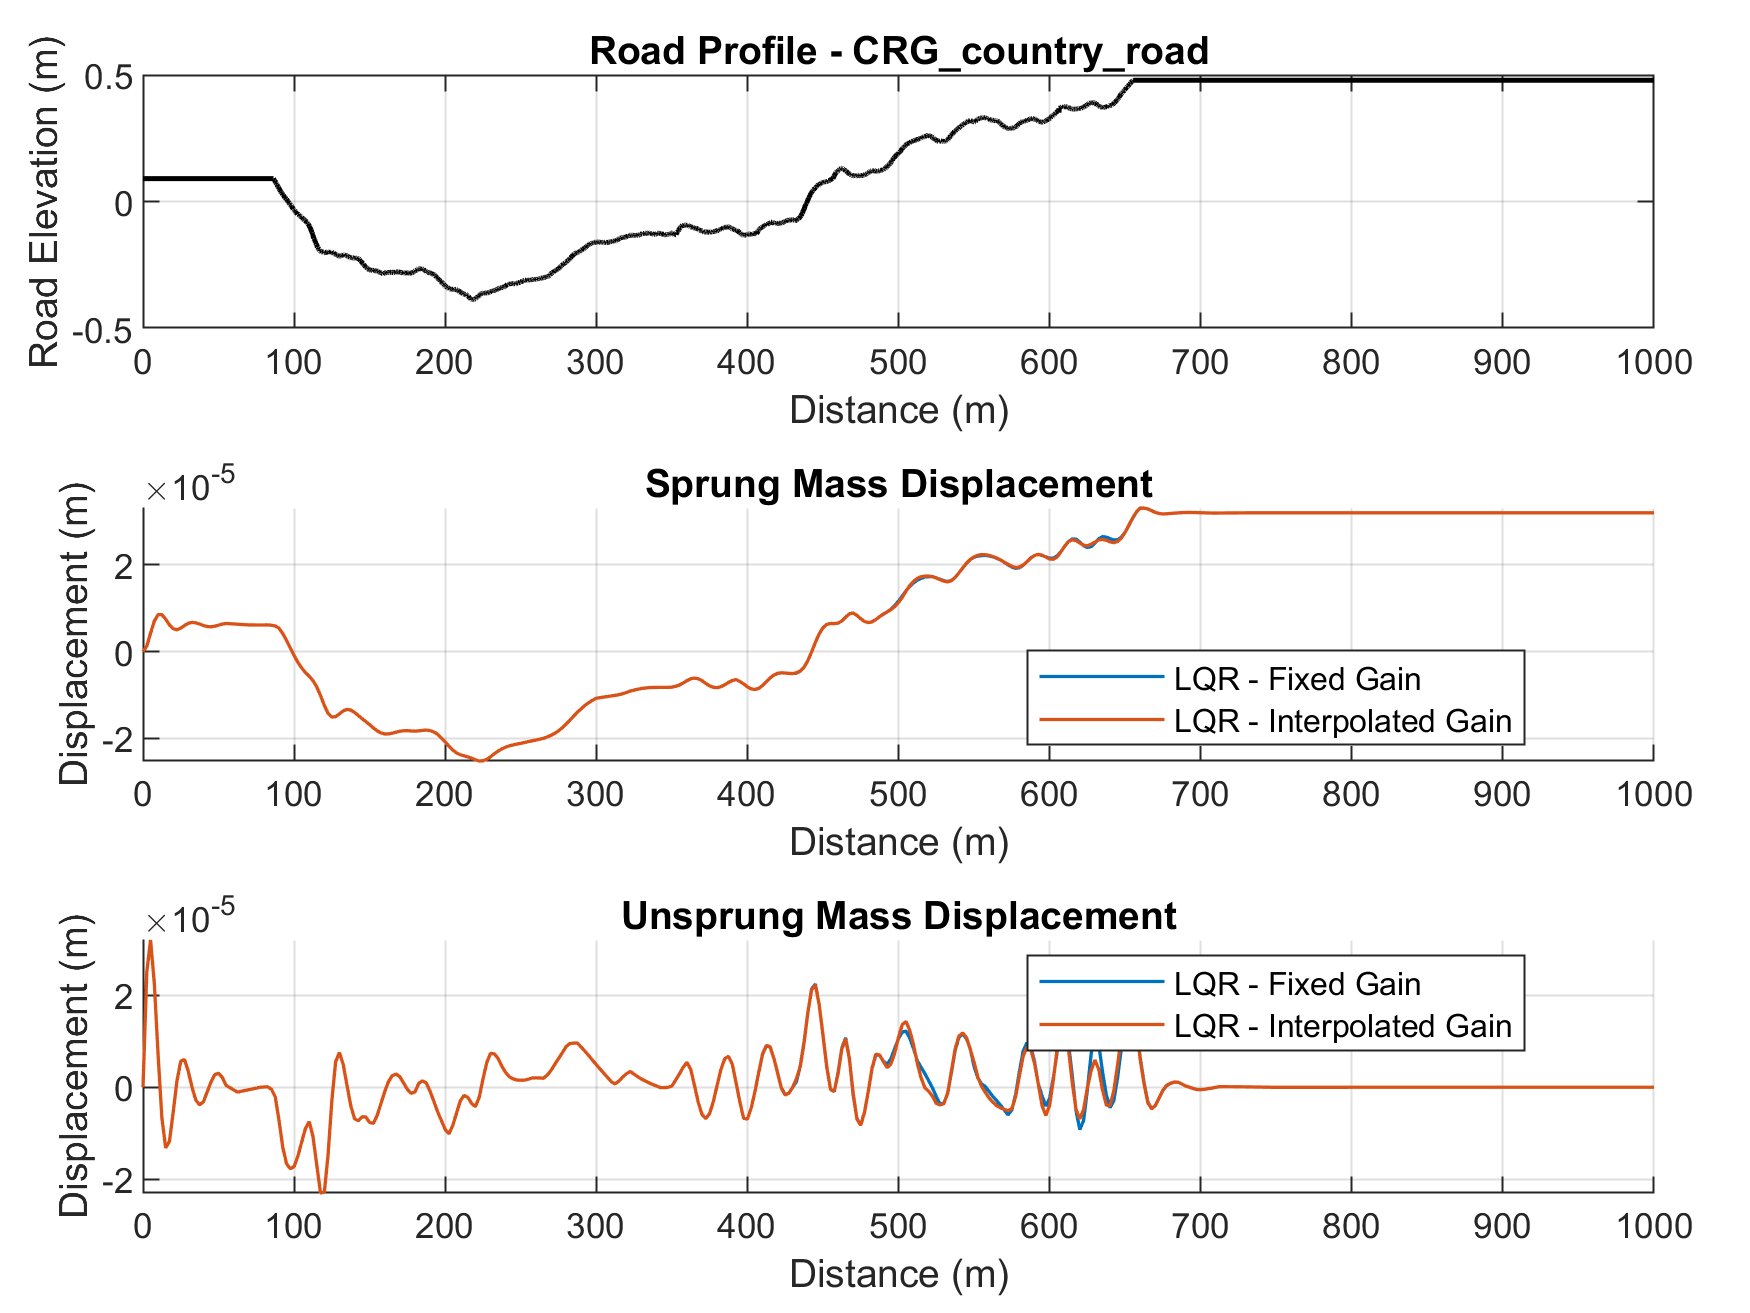 Road Profile - CRG_country_road
Road Elevation (m)
0.5
0
-0.5
0 100 200 300 400 500 600 700 800 900 1000
Distance (m)
Sprung Mass Displacement
×10-5
Displacement (m)
2
0
-2
LQR - Fixed Gain
LQR - Interpolated Gain
0 100 200 300 400 500 600 700 800 900 1000
Distance (m)
Unsprung Mass Displacement
×10-5
Displacement (m)
2
0
-2
LQR - Fixed Gain
LQR - Interpolated Gain
0 100 200 300 400 500 600 700 800 900 1000
Distance (m)